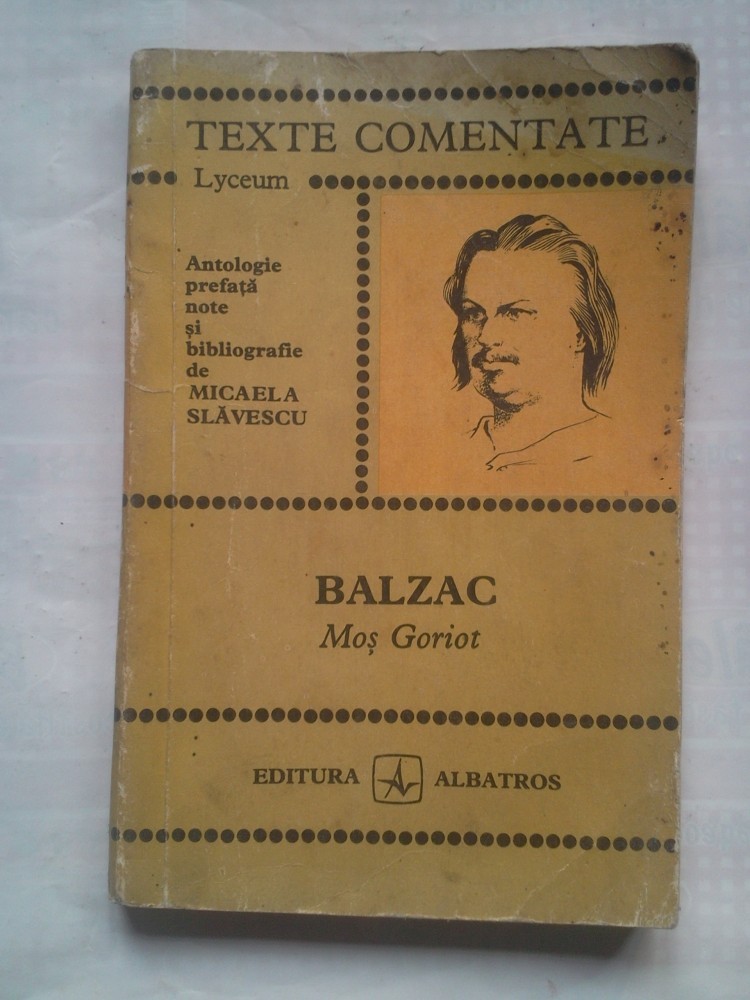 TEXTE COMENTATE
Lyceum
Antologie
prefață
note
și
bibliografie
de
MICAELA
SLĂVESCU
BALZAC
Moș Goriot
EDITURA ALBATROS